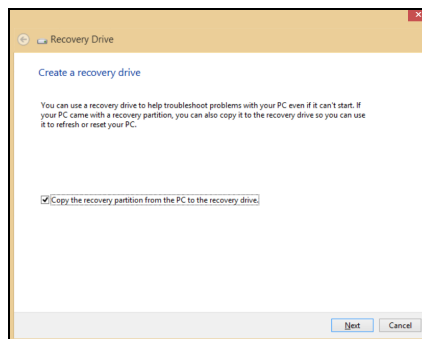 Recovery Drive
Create a recovery drive
You can use a recovery drive to help troubleshoot problems with your PC even if it can't start. If
your PC came with a recovery partition, you can also copy it to the recovery drive so you can use
it to refresh or reset your PC.
Copy the recovery partition from the PC to the recovery drive.
Next Cancel